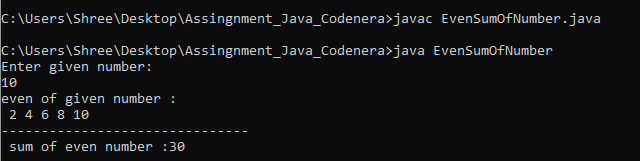 C:\Users\Shree\Desktop\Assingnment_Java_Codenera>javac EvenSumOfNumber.java
C:\Users\Shree\Desktop\Assingnment_Java_Codenera>java EvenSumOfNumber
Enter given number:
10
even of given number :
 2 4 6 8 10
-------------------------------
 sum of even number :30